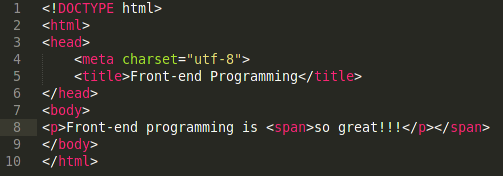 1 <!DOCTYPE html>
2 <html>
3 <head>
4     <meta charset="utf-8">
5     <title>Front-end Programming</title>
6 </head>
7 <body>
8 <p>Front-end programming is <span>so great!!!</p></span>
9 </body>
10 </html>